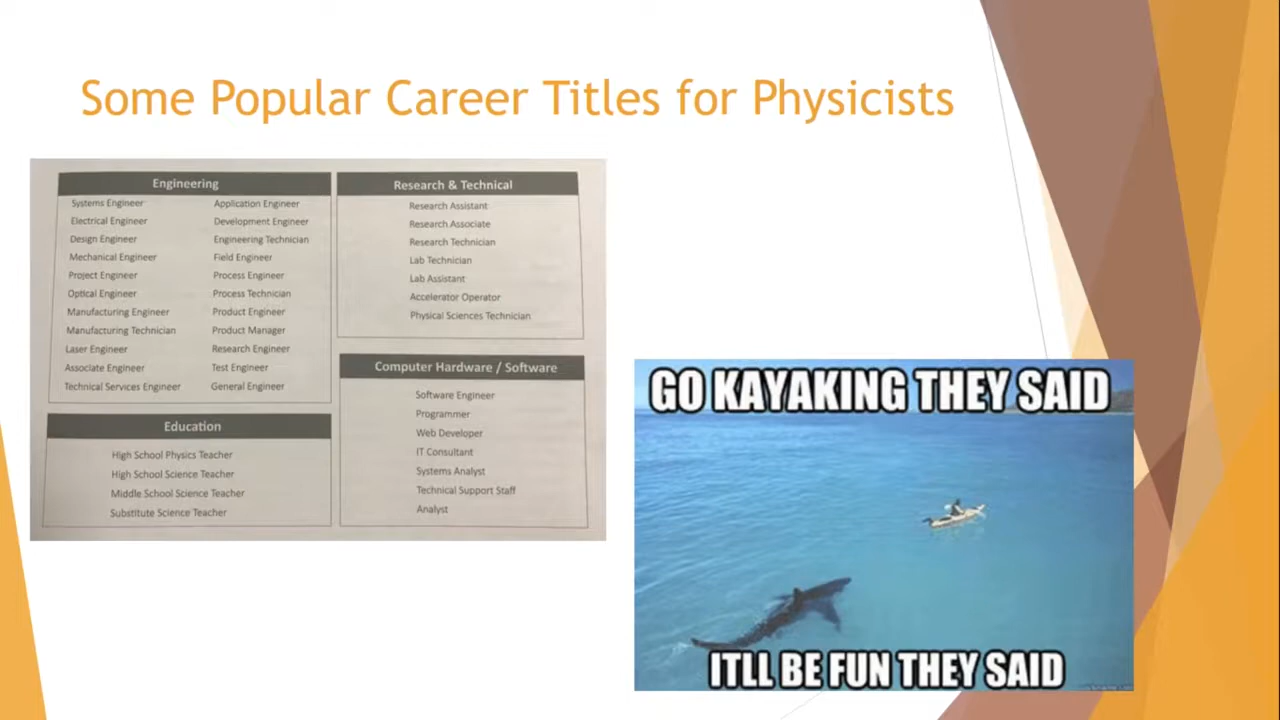 Some Popular Career Titles for Physicists
Engineering
Systems Engineer
Electrical Engineer
Design Engineer
Mechanical Engineer
Project Engineer
Optical Engineer
Manufacturing Engineer
Manufacturing Technician
Laser Engineer
Associate Engineer
Technical Services Engineer
Application Engineer
Development Engineer
Engineering Technician
Field Engineer
Process Engineer
Process Technician
Product Engineer
Product Manager
Research Engineer
Test Engineer
General Engineer
Education
High School Physics Teacher
High School Science Teacher
Middle School Science Teacher
Substitute Science Teacher
Research & Technical
Research Assistant
Research Associate
Research Technician
Lab Technician
Lab Assistant
Accelerator Operator
Physical Sciences Technician
Computer Hardware / Software
Software Engineer
Programmer
Web Developer
IT Consultant
Systems Analyst
Technical Support Staff
Analyst
GO KAYAKING THEY SAID
ITLL BE FUN THEY SAID